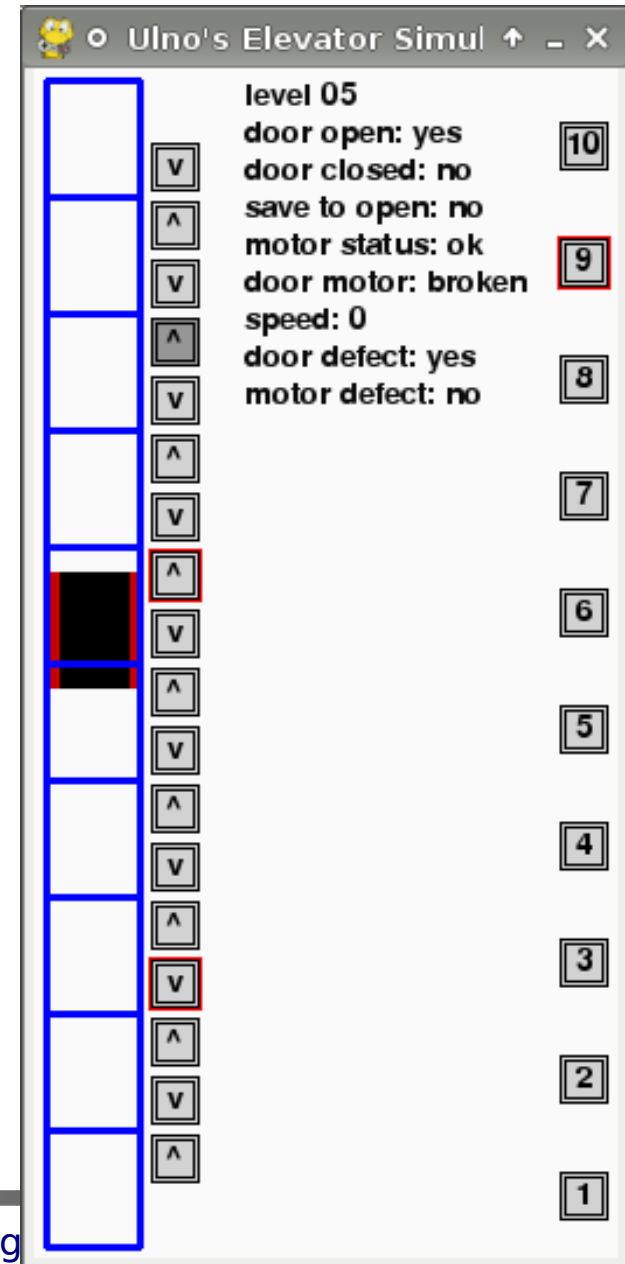 Ulno's Elevator Simul
level 05
door open: yes
door closed: no
save to open: no
motor status: ok
door motor: broken
speed: 0
door defect: yes
motor defect: no
v
^
v
^
v
^
v
^
v
^
v
^
v
^
v
^
v
^
10
9
8
7
6
5
4
3
2
1
g